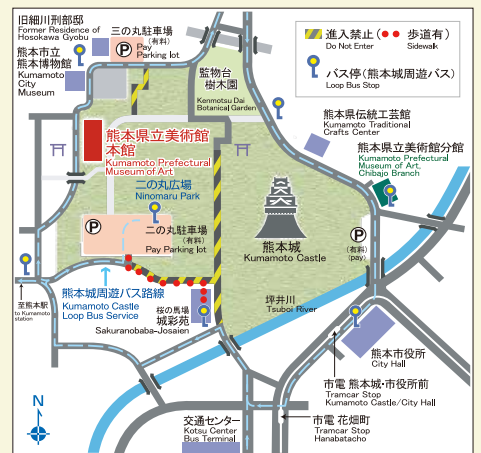 旧細川刑部邸
Former Residence of
Hosokawa Gyobu
三の丸駐車場
(有料)
Pay
Parking lot
P
進入禁止
Do Not Enter
歩道有
Sidewalk
バス停(熊本城周遊バス)
Loop Bus Stop
熊本市立
熊本博物館
Kumamoto
City
Museum
監物台
樹木園
Kenmotsu Dai
Botanical Garden
熊本県伝統工芸館
Kumamoto Traditional
Crafts Center
熊本県立美術館
本館
Kumamoto Prefectural
Museum of Art
熊本県立美術館分館
Kumamoto Prefectural
Museum of Art,
Chibajo Branch
二の丸広場
Ninomaru Park
P
二の丸駐車場
(有料)
Pay Parking lot
熊本城
Kumamoto Castle
P
(有料)
(pay)
熊本城周遊バス路線
Kumamoto Castle
Loop Bus Service
至熊本駅
to Kumamoto
station
桜の馬場
城彩苑
Sakuranobaba-Josaien
坪井川
Tsuboi River
熊本市役所
City Hall
市電 熊本城・市役所前
Tramcar Stop
Kumamoto Castle/City Hall
市電 花畑町
Tramcar Stop
Hanabatacho
交通センター
Kotsu Center
Bus Terminal
N